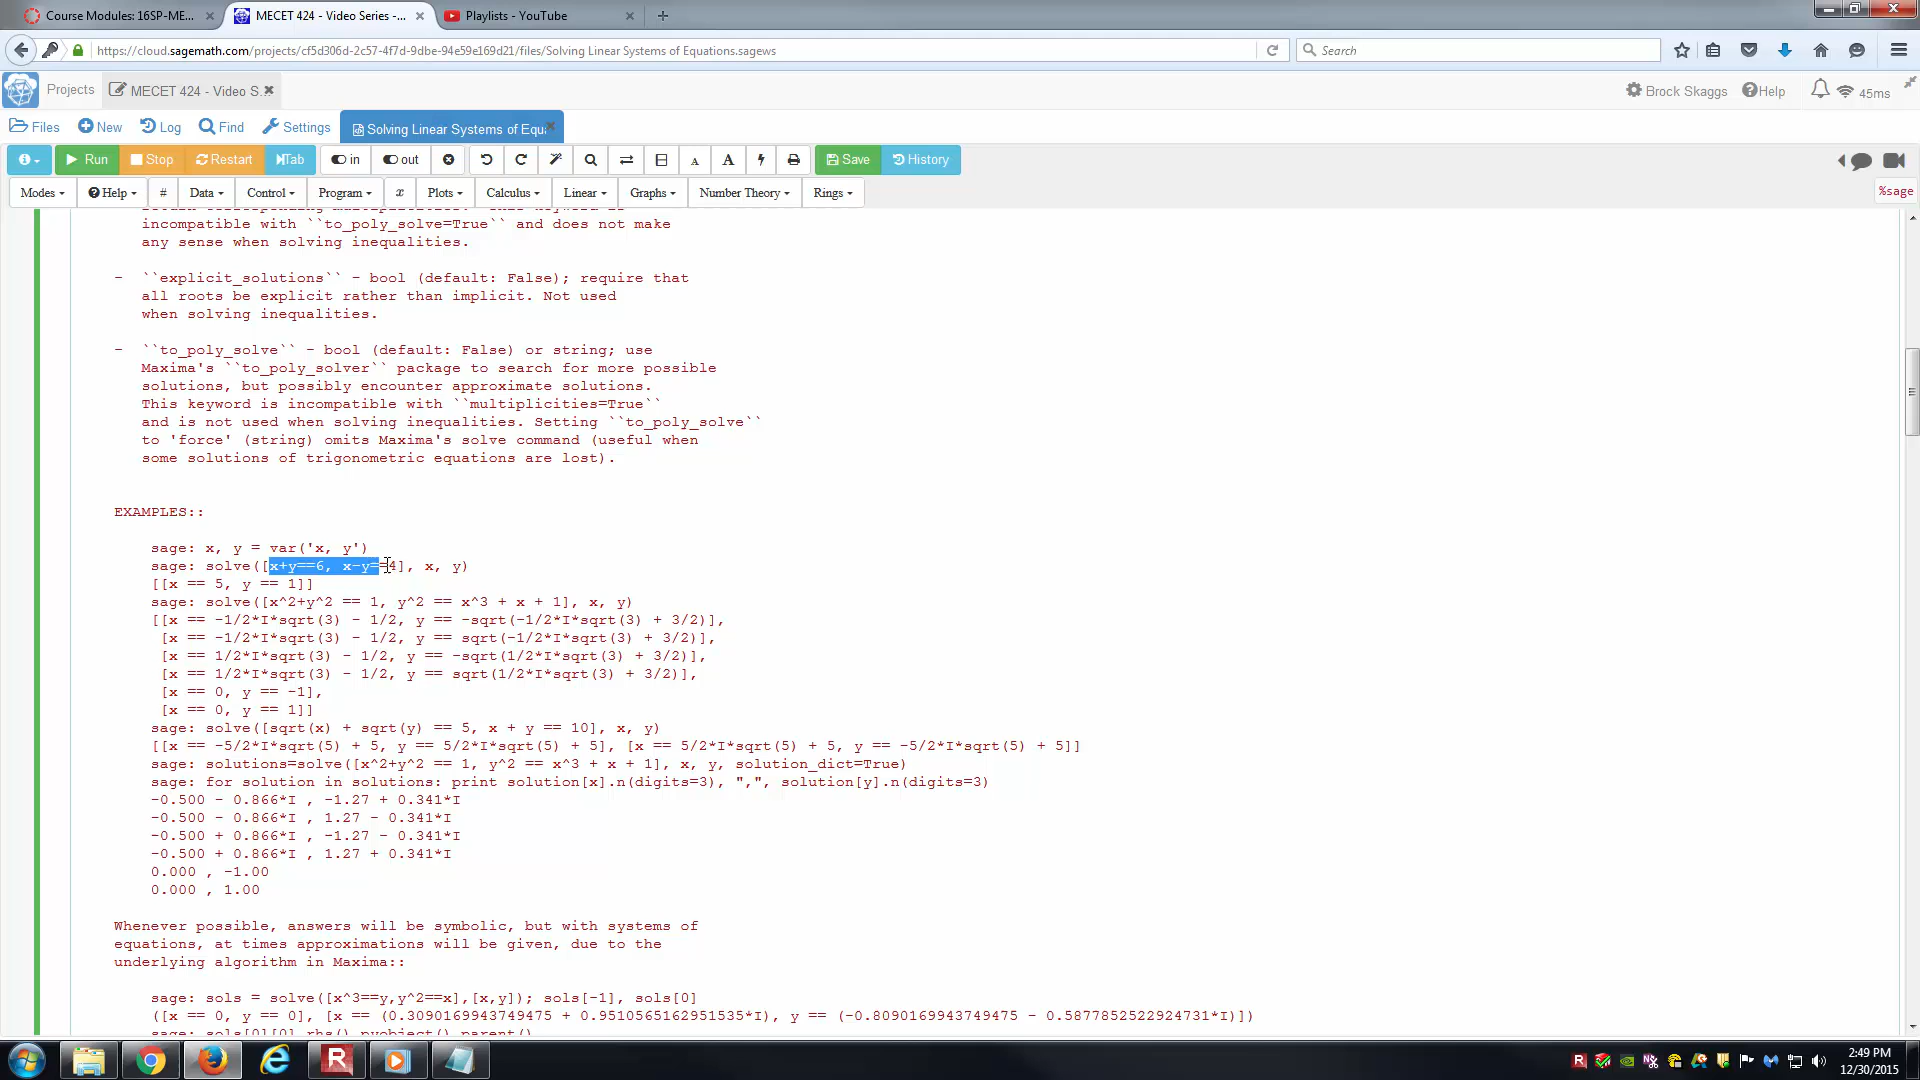 Course Modules: 16SP-ME...
MECET 424 - Video Series -...
Playlists - YouTube
https://cloud.sagemath.com/projects/cf5d306d-2c57-4f7d-9dbe-94e59e169d21/files/Solving Linear Systems of Equations.sagews
Search
Projects
MECET 424 - Video S...
Brock Skaggs
Help
45ms
Files
New
Log
Find
Settings
Solving Linear Systems of Equa
Run
Stop
Restart
Tab
in
out
A
A
Save
History
Modes
Help
#
Data
Control
Program
x
Plots
Calculus
Linear
Graphs
Number Theory
Rings
%sage
incompatible with ``to_poly_solve=True`` and does not make
any sense when solving inequalities.
- ``explicit_solutions`` - bool (default: False); require that
all roots be explicit rather than implicit. Not used
when solving inequalities.
- ``to_poly_solve`` - bool (default: False) or string; use
Maxima's ``to_poly_solver`` package to search for more possible
solutions, but possibly encounter approximate solutions.
This keyword is incompatible with ``multiplicities=True``
and is not used when solving inequalities. Setting ``to_poly_solve``
to 'force' (string) omits Maxima's solve command (useful when
some solutions of trigonometric equations are lost).
EXAMPLES::
sage: x, y = var('x, y')
sage: solve([x+y==6, x-y==4], x, y)
[[x == 5, y == 1]]
sage: solve([x^2+y^2 == 1, y^2 == x^3 + x + 1], x, y)
[[x == -1/2*I*sqrt(3) - 1/2, y == -sqrt(-1/2*I*sqrt(3) + 3/2)],
[x == -1/2*I*sqrt(3) - 1/2, y == sqrt(-1/2*I*sqrt(3) + 3/2)],
[x == 1/2*I*sqrt(3) - 1/2, y == -sqrt(1/2*I*sqrt(3) + 3/2)],
[x == 1/2*I*sqrt(3) - 1/2, y == sqrt(1/2*I*sqrt(3) + 3/2)],
[x == 0, y == -1],
[x == 0, y == 1]]
sage: solve([sqrt(x) + sqrt(y) == 5, x + y == 10], x, y)
[[x == -5/2*I*sqrt(5) + 5, y == 5/2*I*sqrt(5) + 5], [x == 5/2*I*sqrt(5) + 5, y == -5/2*I*sqrt(5) + 5]]
sage: solutions=solve([x^2+y^2 == 1, y^2 == x^3 + x + 1], x, y, solution_dict=True)
sage: for solution in solutions: print solution[x].n(digits=3), ",", solution[y].n(digits=3)
-0.500 - 0.866*I , -1.27 + 0.341*I
-0.500 - 0.866*I , 1.27 - 0.341*I
-0.500 + 0.866*I , -1.27 - 0.341*I
-0.500 + 0.866*I , 1.27 + 0.341*I
0.000 , -1.00
0.000 , 1.00
Whenever possible, answers will be symbolic, but with systems of
equations, at times approximations will be given, due to the
underlying algorithm in Maxima::
sage: sols = solve([x^3==y,y^2==x],[x,y]); sols[-1], sols[0]
([x == 0, y == 0], [x == (0.3090169943749475 + 0.9510565162951535*I), y == (-0.8090169943749475 - 0.5877852522924731*I)])
sage: sols[0][0].rhs().pyobject().parent()
2:49 PM
12/30/2015